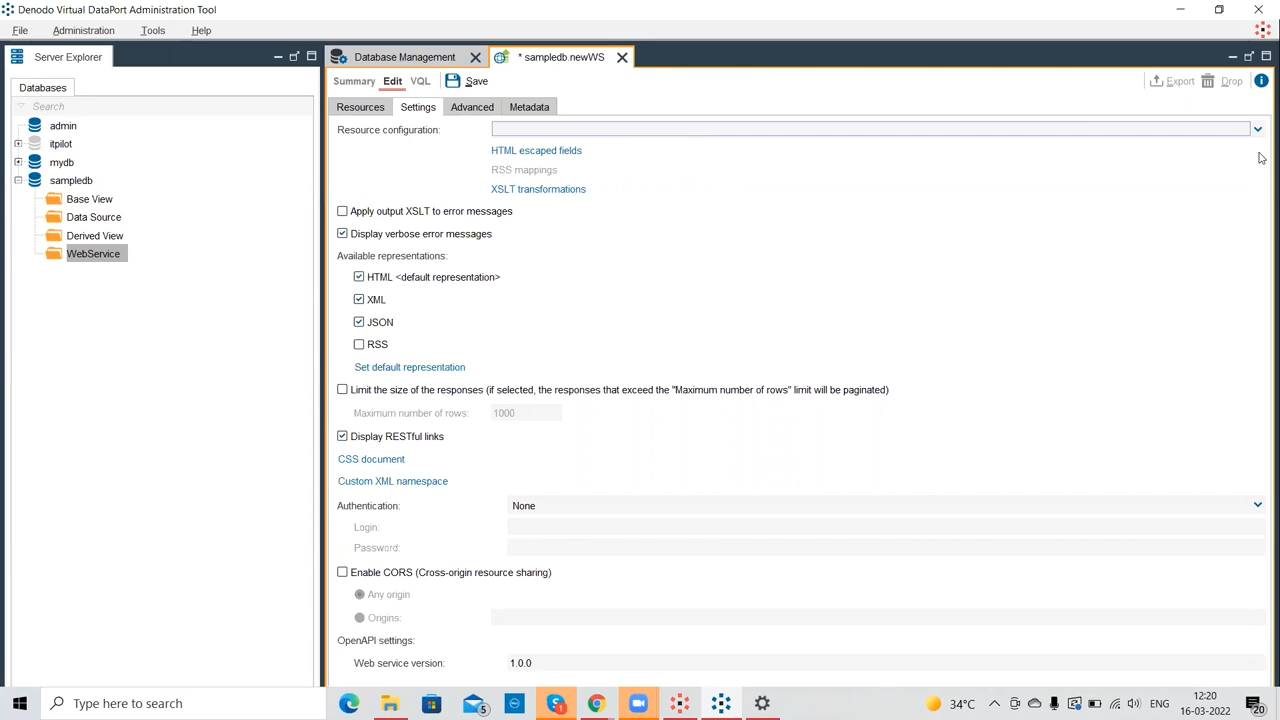 Denodo Virtual DataPort Administration Tool
File Administration Tools Help
Server Explorer
Database Management
* sampledb.newWS
Summary Edit VQL Save
Export Drop
Databases
Search
admin
itpilot
mydb
sampledb
Base View
Data Source
Derived View
WebService
Resources Settings Advanced Metadata
Resource configuration:
HTML escaped fields
RSS mappings
XSLT transformations
Apply output XSLT to error messages
Display verbose error messages
Available representations:
HTML <default representation>
XML
JSON
RSS
Set default representation
Limit the size of the responses (if selected, the responses that exceed the "Maximum number of rows" limit will be paginated)
Maximum number of rows: 1000
Display RESTful links
CSS document
Custom XML namespace
Authentication: None
Login:
Password:
Enable CORS (Cross-origin resource sharing)
Any origin
Origins:
OpenAPI settings:
Web service version: 1.0.0
Type here to search
5
34°C
ENG
12:20
16-03-2022
20